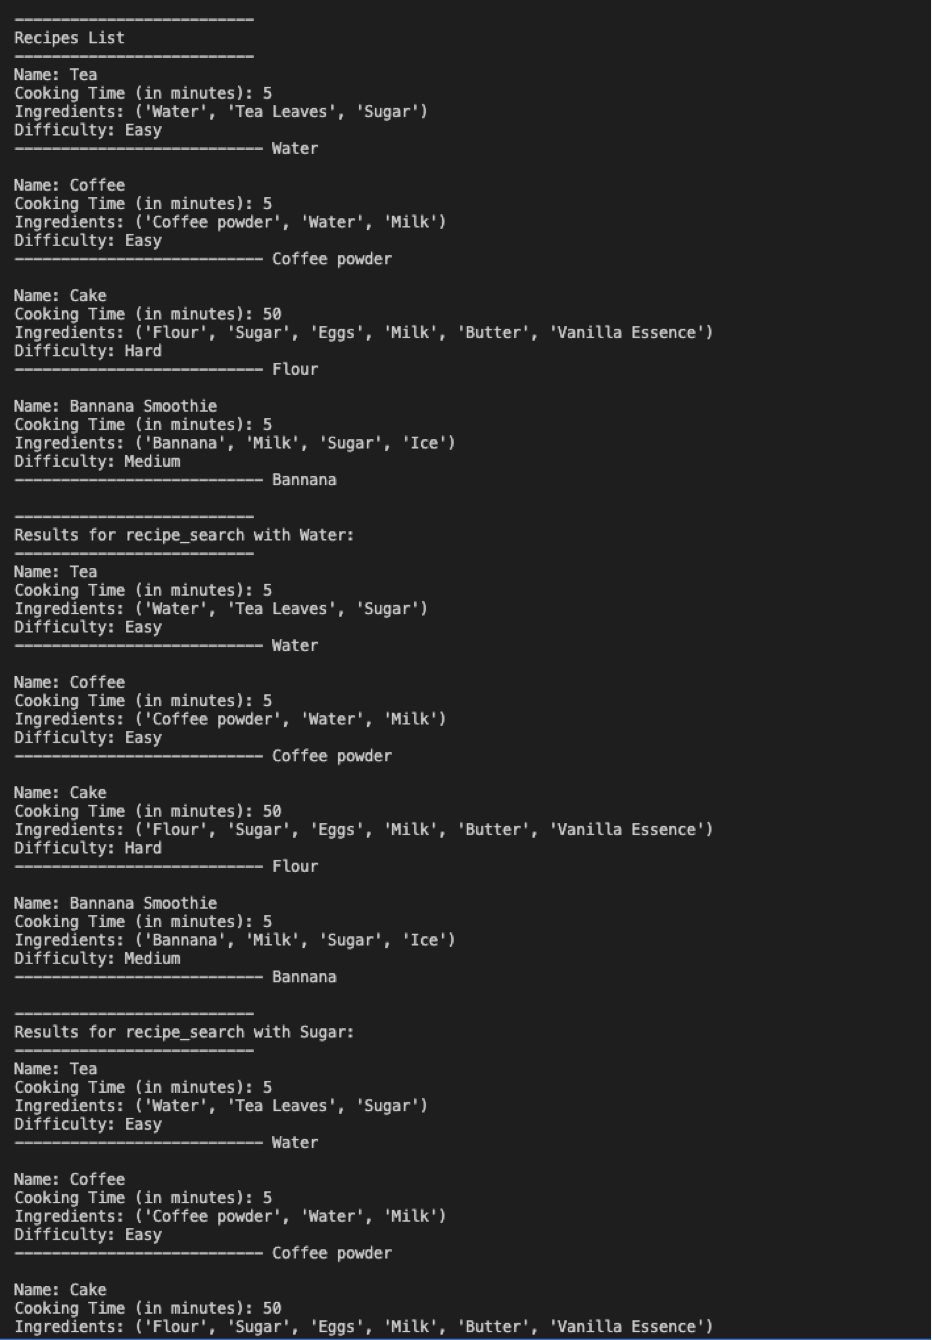 --------------------------
Recipes List
--------------------------
Name: Tea
Cooking Time (in minutes): 5
Ingredients: ('Water', 'Tea Leaves', 'Sugar')
Difficulty: Easy
--------------------------- Water
Name: Coffee
Cooking Time (in minutes): 5
Ingredients: ('Coffee powder', 'Water', 'Milk')
Difficulty: Easy
--------------------------- Coffee powder
Name: Cake
Cooking Time (in minutes): 50
Ingredients: ('Flour', 'Sugar', 'Eggs', 'Milk', 'Butter', 'Vanilla Essence')
Difficulty: Hard
--------------------------- Flour
Name: Bannana Smoothie
Cooking Time (in minutes): 5
Ingredients: ('Bannana', 'Milk', 'Sugar', 'Ice')
Difficulty: Medium
--------------------------- Bannana
--------------------------
Results for recipe_search with Water:
--------------------------
Name: Tea
Cooking Time (in minutes): 5
Ingredients: ('Water', 'Tea Leaves', 'Sugar')
Difficulty: Easy
--------------------------- Water
Name: Coffee
Cooking Time (in minutes): 5
Ingredients: ('Coffee powder', 'Water', 'Milk')
Difficulty: Easy
--------------------------- Coffee powder
Name: Cake
Cooking Time (in minutes): 50
Ingredients: ('Flour', 'Sugar', 'Eggs', 'Milk', 'Butter', 'Vanilla Essence')
Difficulty: Hard
--------------------------- Flour
Name: Bannana Smoothie
Cooking Time (in minutes): 5
Ingredients: ('Bannana', 'Milk', 'Sugar', 'Ice')
Difficulty: Medium
--------------------------- Bannana
--------------------------
Results for recipe_search with Sugar:
--------------------------
Name: Tea
Cooking Time (in minutes): 5
Ingredients: ('Water', 'Tea Leaves', 'Sugar')
Difficulty: Easy
--------------------------- Water
Name: Coffee
Cooking Time (in minutes): 5
Ingredients: ('Coffee powder', 'Water', 'Milk')
Difficulty: Easy
--------------------------- Coffee powder
Name: Cake
Cooking Time (in minutes): 50
Ingredients: ('Flour', 'Sugar', 'Eggs', 'Milk', 'Butter', 'Vanilla Essence')